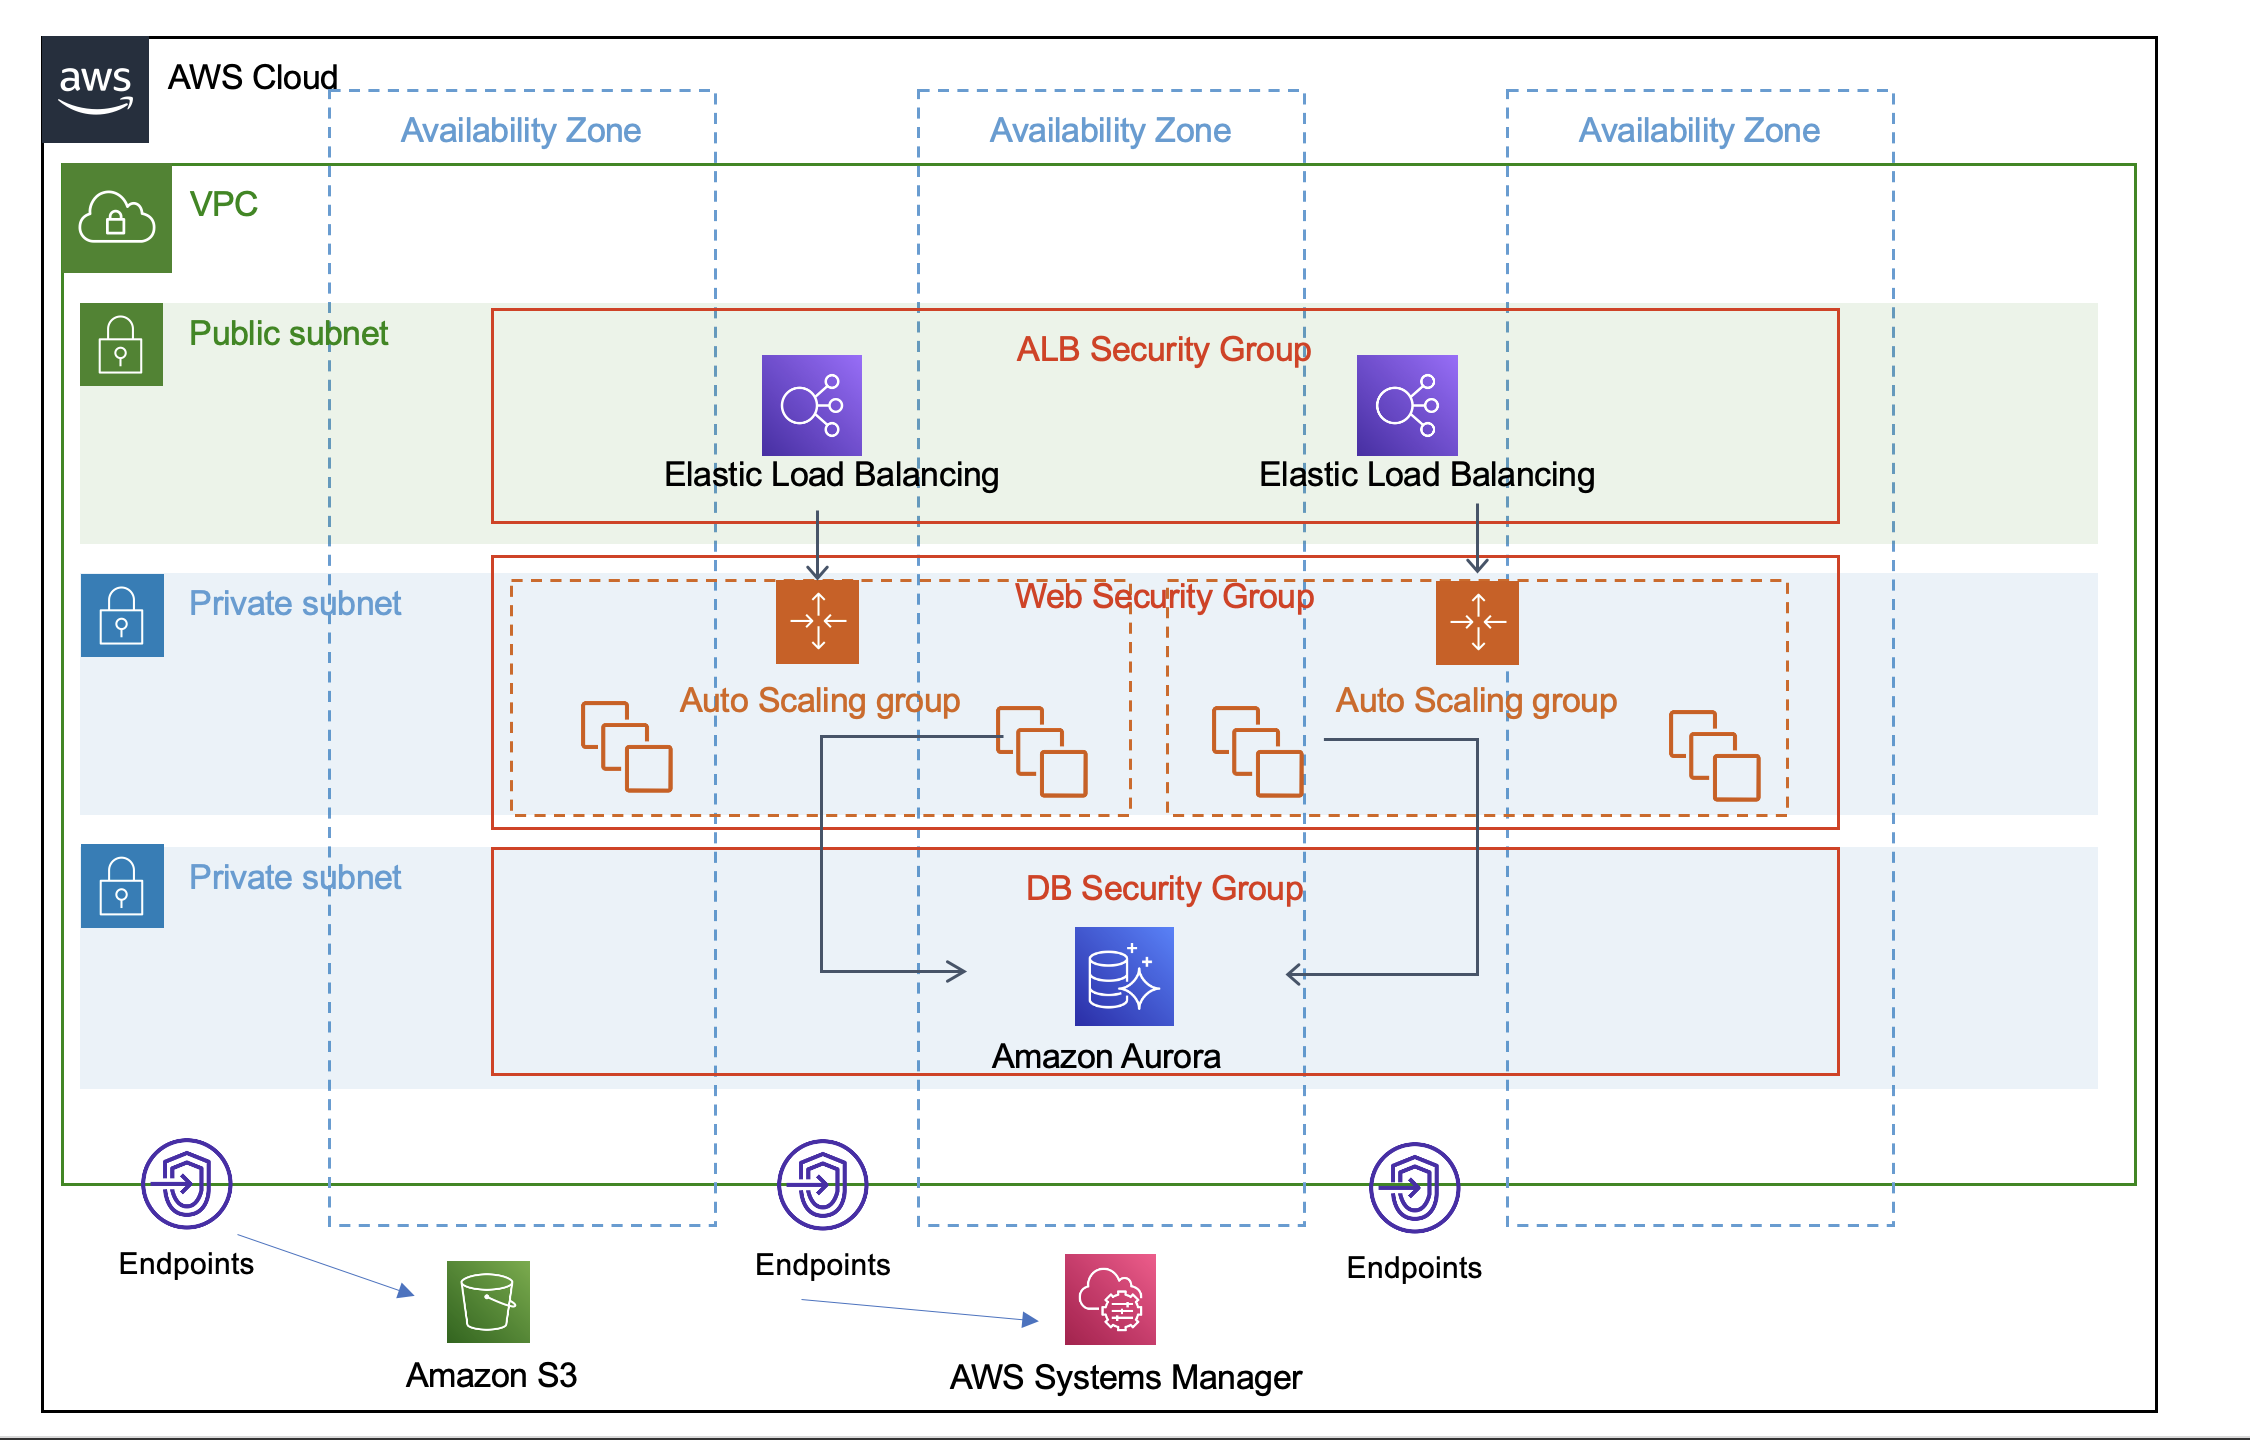 aws
AWS Cloud
Availability Zone
Availability Zone
Availability Zone
VPC
Public subnet
ALB Security Group
Elastic Load Balancing
Elastic Load Balancing
Private subnet
Web Security Group
Auto Scaling group
Auto Scaling group
Private subnet
DB Security Group
Amazon Aurora
Endpoints
Endpoints
Endpoints
Amazon S3
AWS Systems Manager